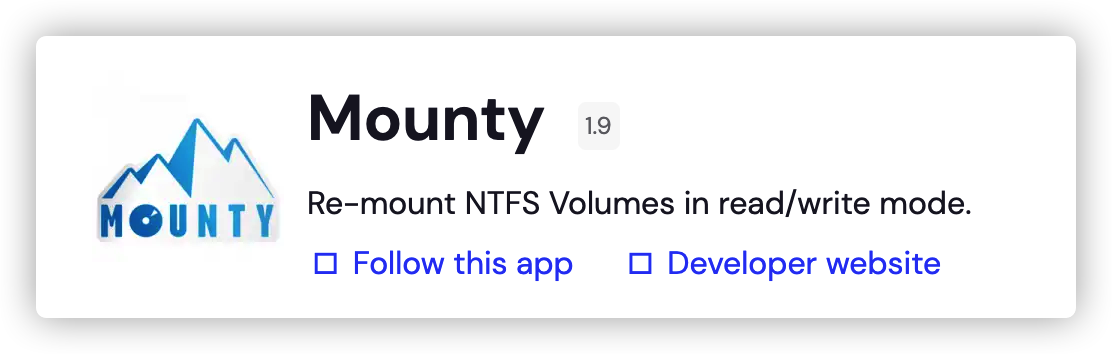 MOUNTY
Mounty 1.9
Re-mount NTFS Volumes in read/write mode.
Follow this app Developer website